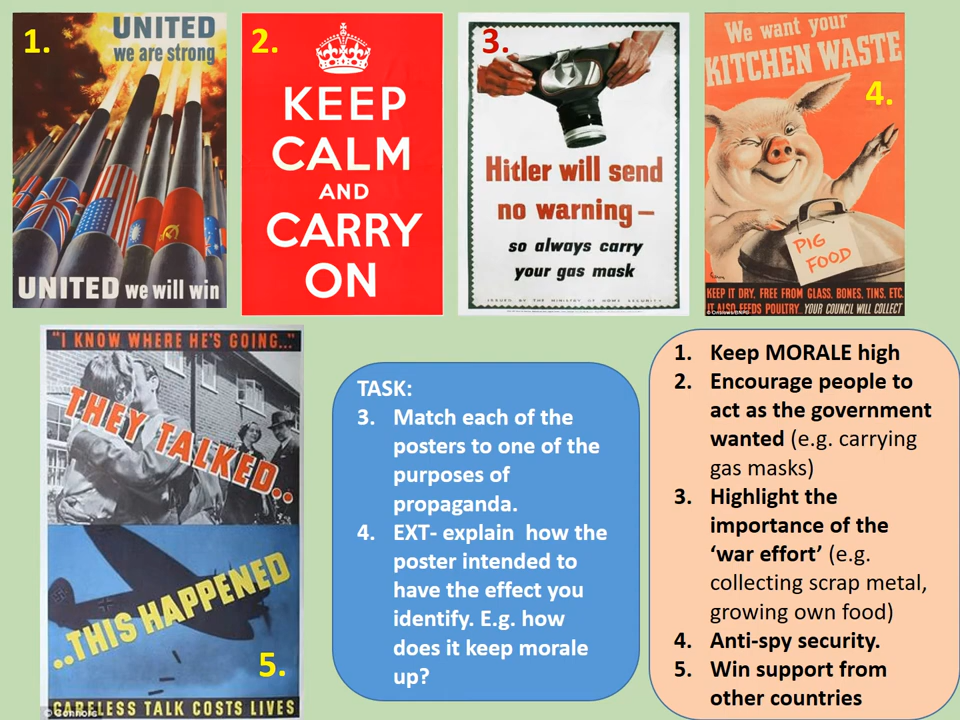 1.
UNITED
we are strong
UNITED we will win
2.
KEEP
CALM
AND
CARRY
ON
3.
Hitler will send
no warning –
so always carry
your gas mask
ISSUED BY THE MINISTRY OF HOME SECURITY
4.
We want your
KITCHEN WASTE
PIG
FOOD
KEEP IT DRY, FREE FROM GLASS, BONES, TINS, ETC.
IT ALSO FEEDS POULTRY...YOUR COUNCIL WILL COLLECT
"I KNOW WHERE HE'S GOING..."
THEY TALKED..
..THIS HAPPENED
5.
CARELESS TALK COSTS LIVES
TASK:
3. Match each of the
posters to one of the
purposes of
propaganda.
4. EXT- explain how the
poster intended to
have the effect you
identify. E.g. how
does it keep morale
up?
1. Keep MORALE high
2. Encourage people to
act as the government
wanted (e.g. carrying
gas masks)
3. Highlight the
importance of the
‘war effort’ (e.g.
collecting scrap metal,
growing own food)
4. Anti-spy security.
5. Win support from
other countries